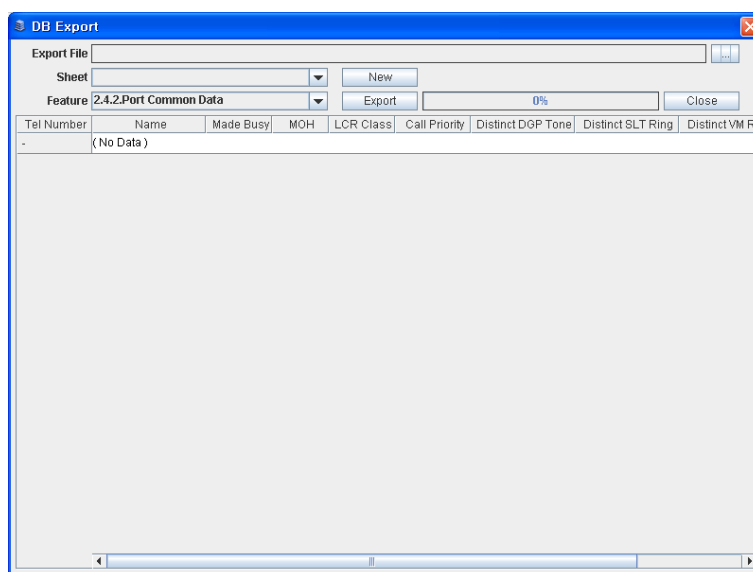 DB Export
Export File ...
Sheet New
Feature 2.4.2.Port Common Data Export 0% Close
Tel Number Name Made Busy MOH LCR Class Call Priority Distinct DGP Tone Distinct SLT Ring Distinct VM R
- ( No Data )